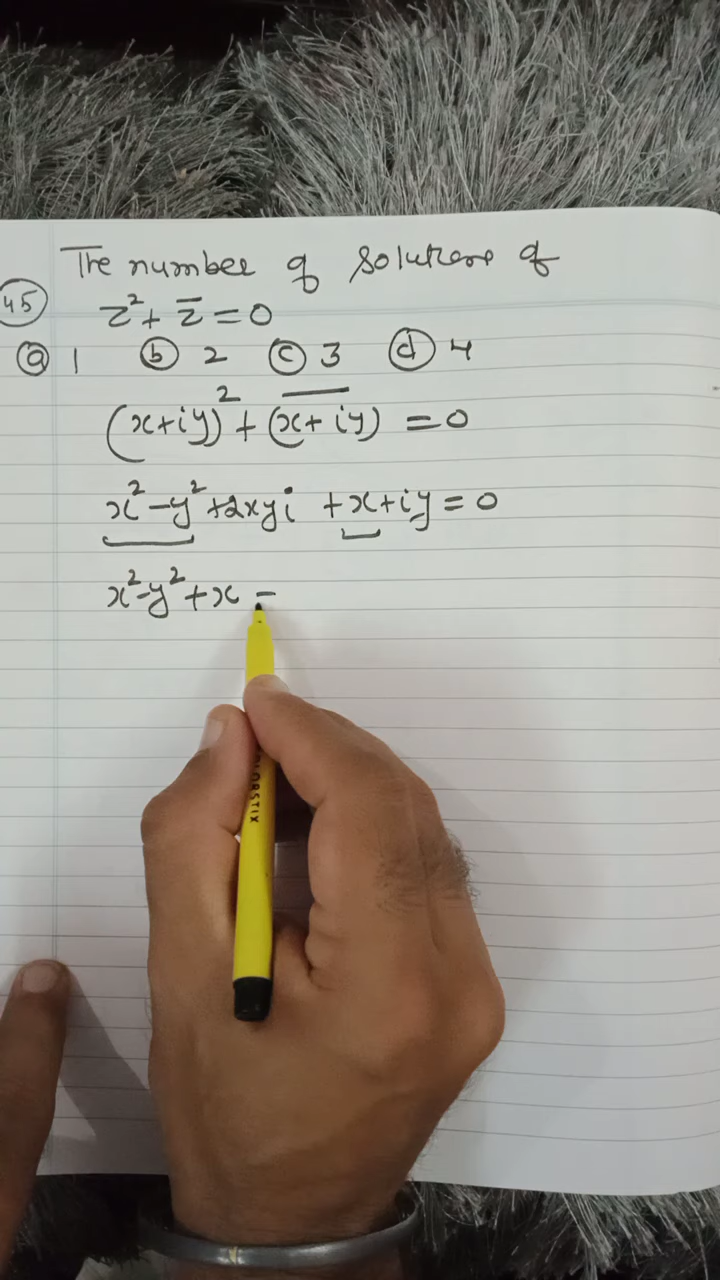 The number of solutions of
45
z² + z̅ = 0
ⓐ 1 ⓑ 2 ⓒ 3 ⓓ 4
(x+iy)² + (x+iy)̅ = 0
x² - y² + 2xyi + x + iy = 0
x² - y² + x =
COLORSTIX